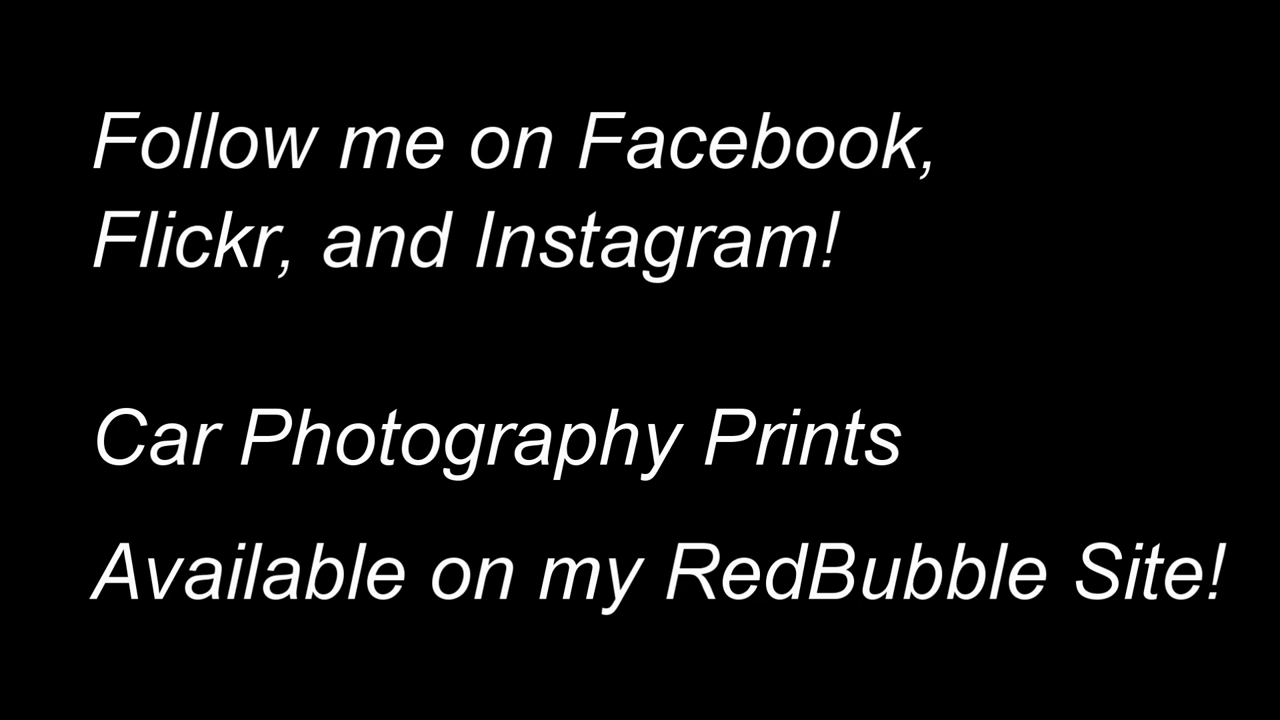 Follow me on Facebook,
Flickr, and Instagram!
Car Photography Prints
Available on my RedBubble Site!